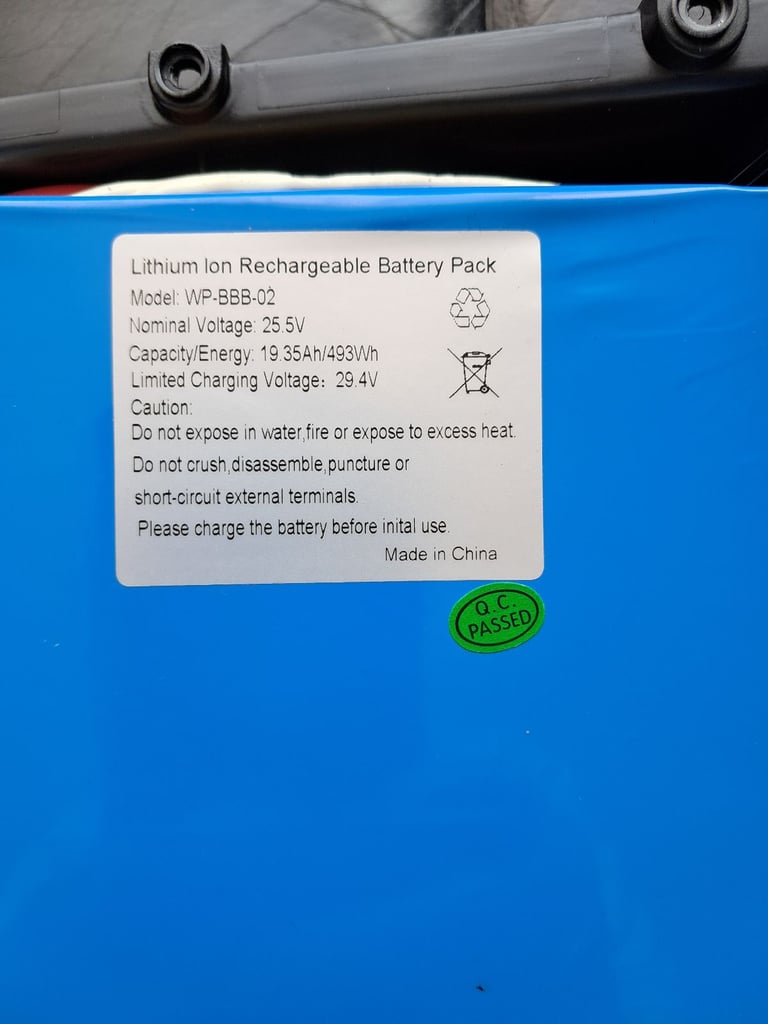 Lithium Ion Rechargeable Battery Pack
Model: WP-BBB-02
Nominal Voltage: 25.5V
Capacity/Energy: 19.35Ah/493Wh
Limited Charging Voltage: 29.4V
Caution:
Do not expose in water,fire or expose to excess heat.
Do not crush,disassemble,puncture or
short-circuit external terminals.
Please charge the battery before inital use.
Made in China
Q.C.
PASSED